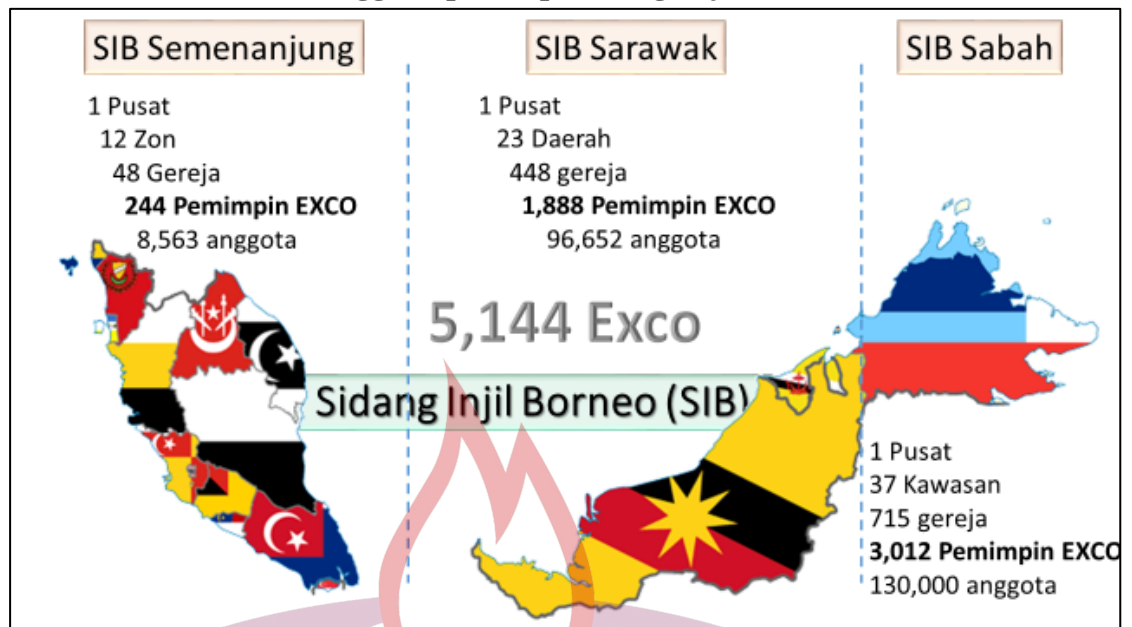 SIB Semenanjung
1 Pusat
12 Zon
48 Gereja
244 Pemimpin EXCO
8,563 anggota
SIB Sarawak
1 Pusat
23 Daerah
448 gereja
1,888 Pemimpin EXCO
96,652 anggota
SIB Sabah
5,144 Exco
Sidang Injil Borneo (SIB)
1 Pusat
37 Kawasan
715 gereja
3,012 Pemimpin EXCO
130,000 anggota